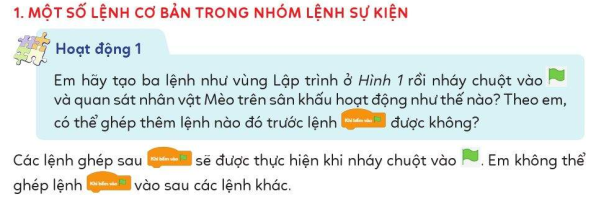 1. MỘT SỐ LỆNH CƠ BẢN TRONG NHÓM LỆNH SỰ KIỆN
Hoạt động 1
Em hãy tạo ba lệnh như vùng Lập trình ở Hình 1 rồi nháy chuột vào
và quan sát nhân vật Mèo trên sân khấu hoạt động như thế nào? Theo em,
có thể ghép thêm lệnh nào đó trước lệnh Khi bấm vào được không?
Các lệnh ghép sau Khi bấm vào sẽ được thực hiện khi nháy chuột vào . Em không thể
ghép lệnh Khi bấm vào vào sau các lệnh khác.